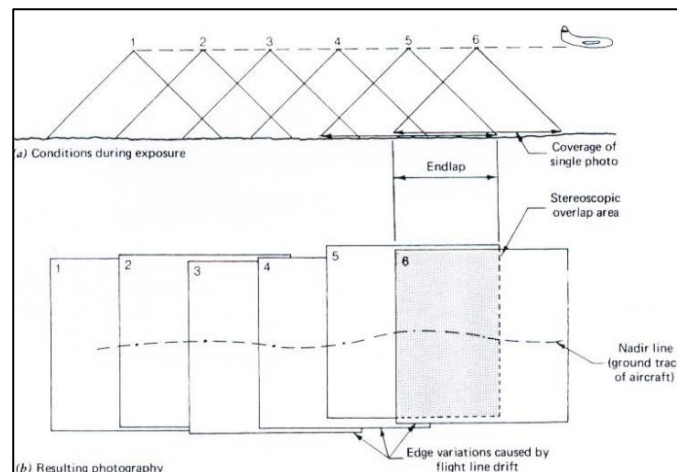 1 2 3 4 5 6
(a) Conditions during exposure
Coverage of
single photo
Endlap
Stereoscopic
overlap area
1
2
3
4
5
6
Nadir line
(ground trac
of aircraft)
Edge variations caused by
flight line drift
(b) Resulting photography